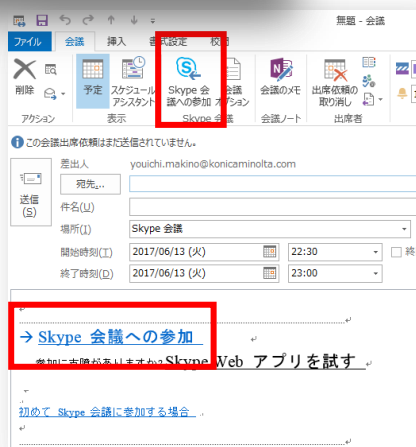 無題 - 会議
ファイル 会議 挿入 書式設定 校閲
削除
予定
スケジュール アシスタント
Skype 会議への参加
会議 オプション
会議のメモ
出席依頼の取り消し
アクション 表示 Skype 会議 会議ノート 出席者
この会議出席依頼はまだ送信されていません。
差出人 youichi.makino@konicaminolta.com
送信(S)
宛先...
件名(U)
場所(I) Skype 会議
開始時刻(T) 2017/06/13 (火) 22:30 終
終了時刻(D) 2017/06/13 (火) 23:00
→ Skype 会議への参加
参加に支障がありますか? Skype Web アプリを試す
初めて Skype 会議に参加する場合